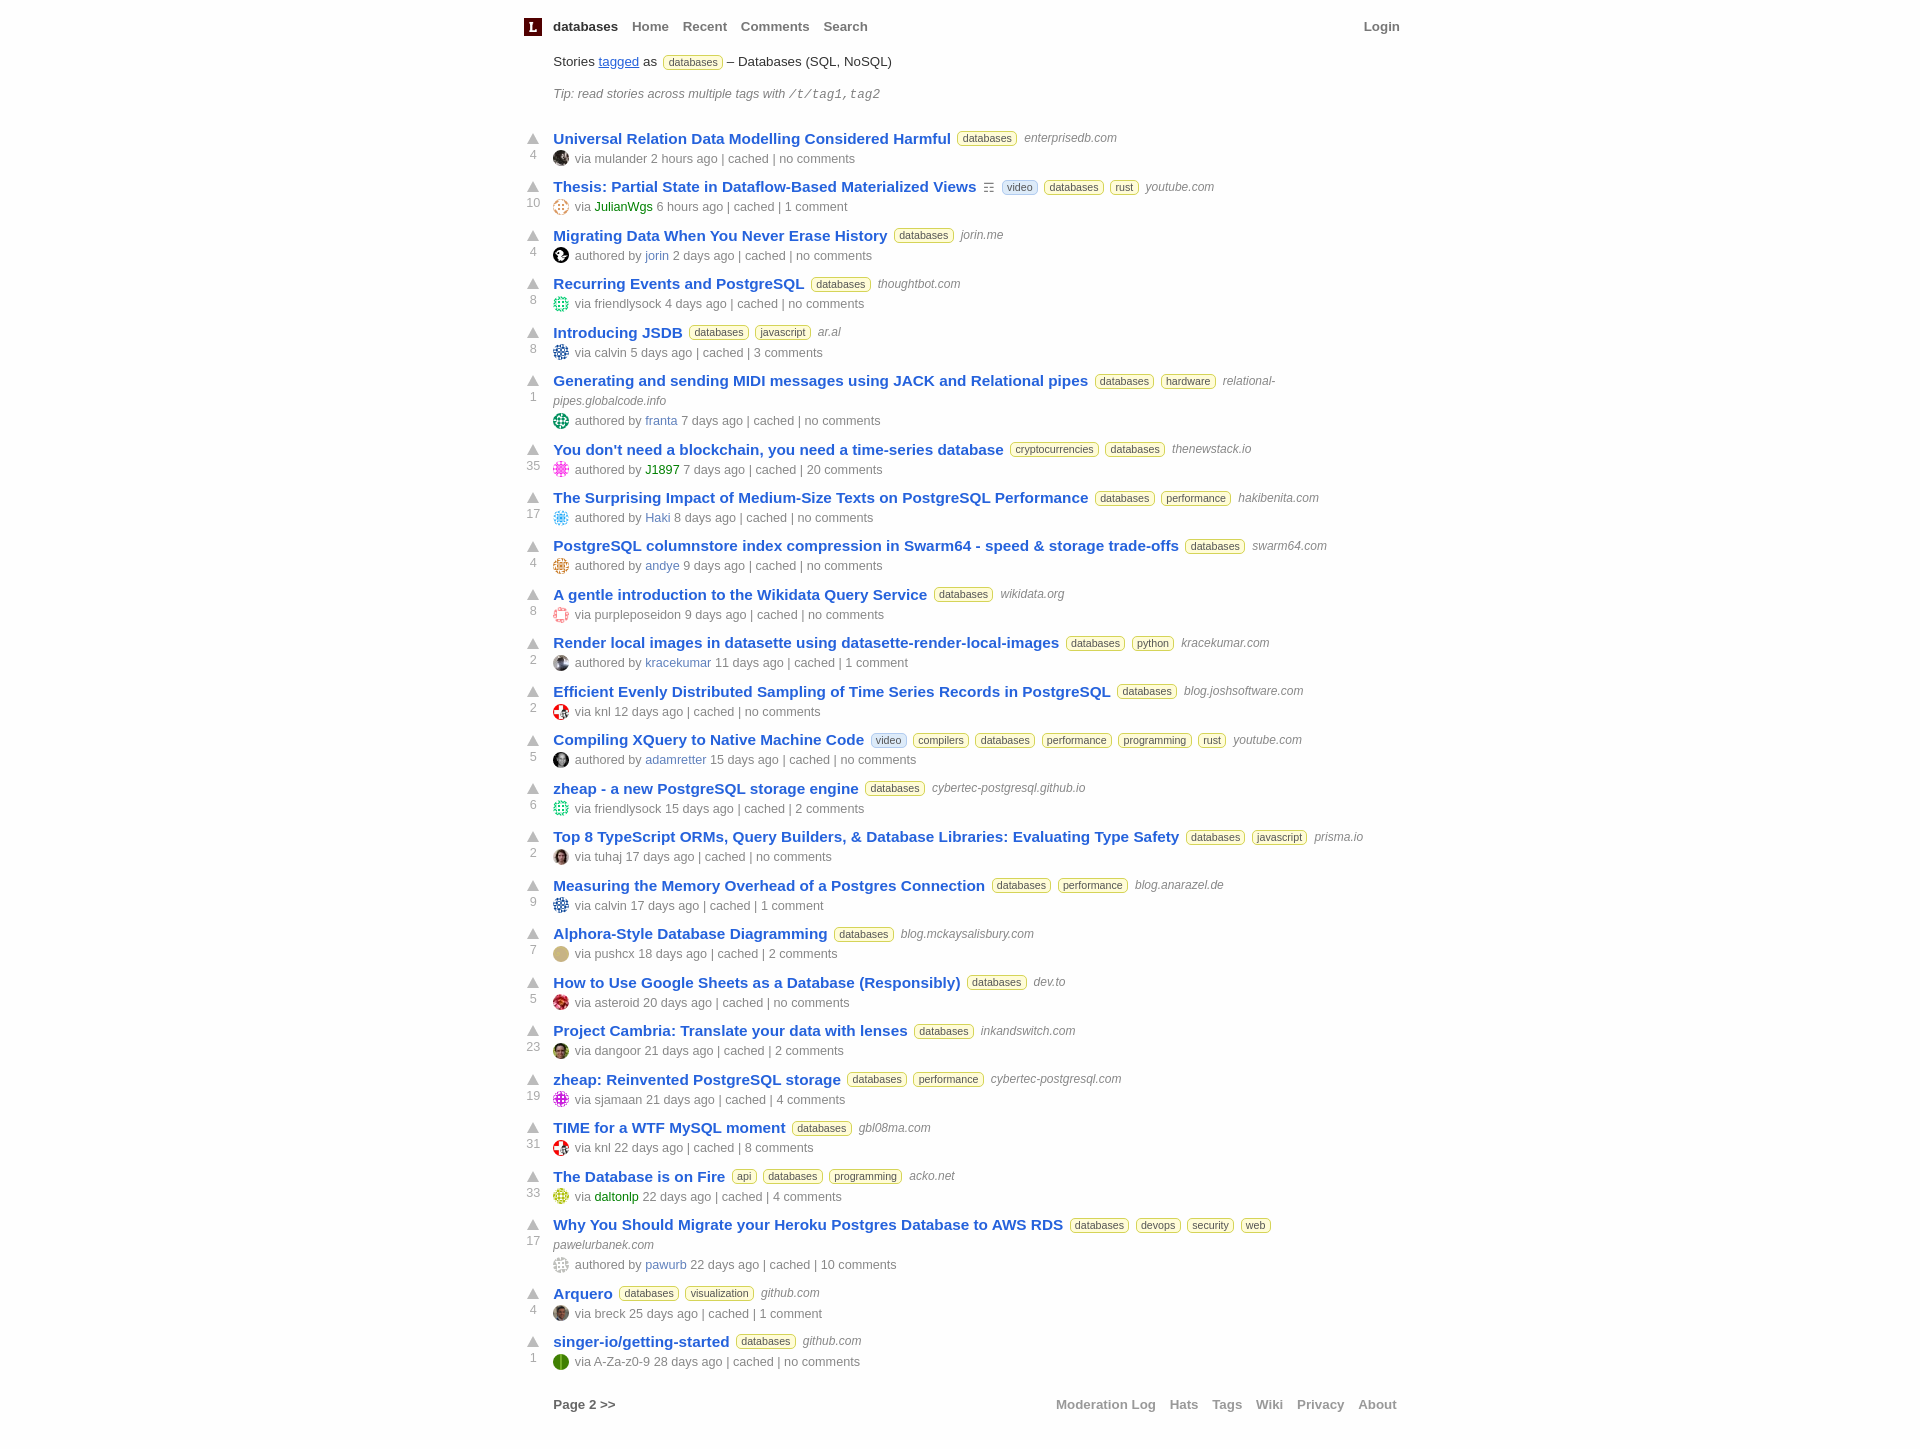 L databases Home Recent Comments Search Login
Stories tagged as databases – Databases (SQL, NoSQL)
Tip: read stories across multiple tags with /t/tag1,tag2
Universal Relation Data Modelling Considered Harmful databases enterprisedb.com
4 via mulander 2 hours ago | cached | no comments
Thesis: Partial State in Dataflow-Based Materialized Views ☶ video databases rust youtube.com
10 via JulianWgs 6 hours ago | cached | 1 comment
Migrating Data When You Never Erase History databases jorin.me
4 authored by jorin 2 days ago | cached | no comments
Recurring Events and PostgreSQL databases thoughtbot.com
8 via friendlysock 4 days ago | cached | no comments
Introducing JSDB databases javascript ar.al
8 via calvin 5 days ago | cached | 3 comments
Generating and sending MIDI messages using JACK and Relational pipes databases hardware relational-
1 pipes.globalcode.info
authored by franta 7 days ago | cached | no comments
You don't need a blockchain, you need a time-series database cryptocurrencies databases thenewstack.io
35 authored by J1897 7 days ago | cached | 20 comments
The Surprising Impact of Medium-Size Texts on PostgreSQL Performance databases performance hakibenita.com
17 authored by Haki 8 days ago | cached | no comments
PostgreSQL columnstore index compression in Swarm64 - speed & storage trade-offs databases swarm64.com
4 authored by andye 9 days ago | cached | no comments
A gentle introduction to the Wikidata Query Service databases wikidata.org
8 via purpleposeidon 9 days ago | cached | no comments
Render local images in datasette using datasette-render-local-images databases python kracekumar.com
2 authored by kracekumar 11 days ago | cached | 1 comment
Efficient Evenly Distributed Sampling of Time Series Records in PostgreSQL databases blog.joshsoftware.com
2 via knl 12 days ago | cached | no comments
Compiling XQuery to Native Machine Code video compilers databases performance programming rust youtube.com
5 authored by adamretter 15 days ago | cached | no comments
zheap - a new PostgreSQL storage engine databases cybertec-postgresql.github.io
6 via friendlysock 15 days ago | cached | 2 comments
Top 8 TypeScript ORMs, Query Builders, & Database Libraries: Evaluating Type Safety databases javascript prisma.io
2 via tuhaj 17 days ago | cached | no comments
Measuring the Memory Overhead of a Postgres Connection databases performance blog.anarazel.de
9 via calvin 17 days ago | cached | 1 comment
Alphora-Style Database Diagramming databases blog.mckaysalisbury.com
7 via pushcx 18 days ago | cached | 2 comments
How to Use Google Sheets as a Database (Responsibly) databases dev.to
5 via asteroid 20 days ago | cached | no comments
Project Cambria: Translate your data with lenses databases inkandswitch.com
23 via dangoor 21 days ago | cached | 2 comments
zheap: Reinvented PostgreSQL storage databases performance cybertec-postgresql.com
19 via sjamaan 21 days ago | cached | 4 comments
TIME for a WTF MySQL moment databases gbl08ma.com
31 via knl 22 days ago | cached | 8 comments
The Database is on Fire api databases programming acko.net
33 via daltonlp 22 days ago | cached | 4 comments
Why You Should Migrate your Heroku Postgres Database to AWS RDS databases devops security web
17 pawelurbanek.com
authored by pawurb 22 days ago | cached | 10 comments
Arquero databases visualization github.com
4 via breck 25 days ago | cached | 1 comment
singer-io/getting-started databases github.com
1 via A-Za-z0-9 28 days ago | cached | no comments
Page 2 >> Moderation Log Hats Tags Wiki Privacy About